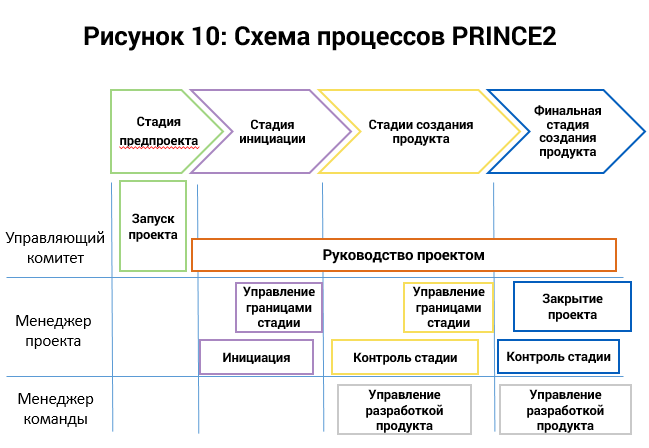 Рисунок 10: Схема процессов PRINCE2
Стадия
предпроекта
Стадия
инициации
Стадии создания
продукта
Финальная
стадия
создания
продукта
Управляющий
комитет
Запуск
проекта
Руководство проектом
Менеджер
проекта
Управление
границами
стадии
Управление
границами
стадии
Закрытие
проекта
Инициация
Контроль стадии
Контроль стадии
Менеджер
команды
Управление
разработкой
продукта
Управление
разработкой
продукта